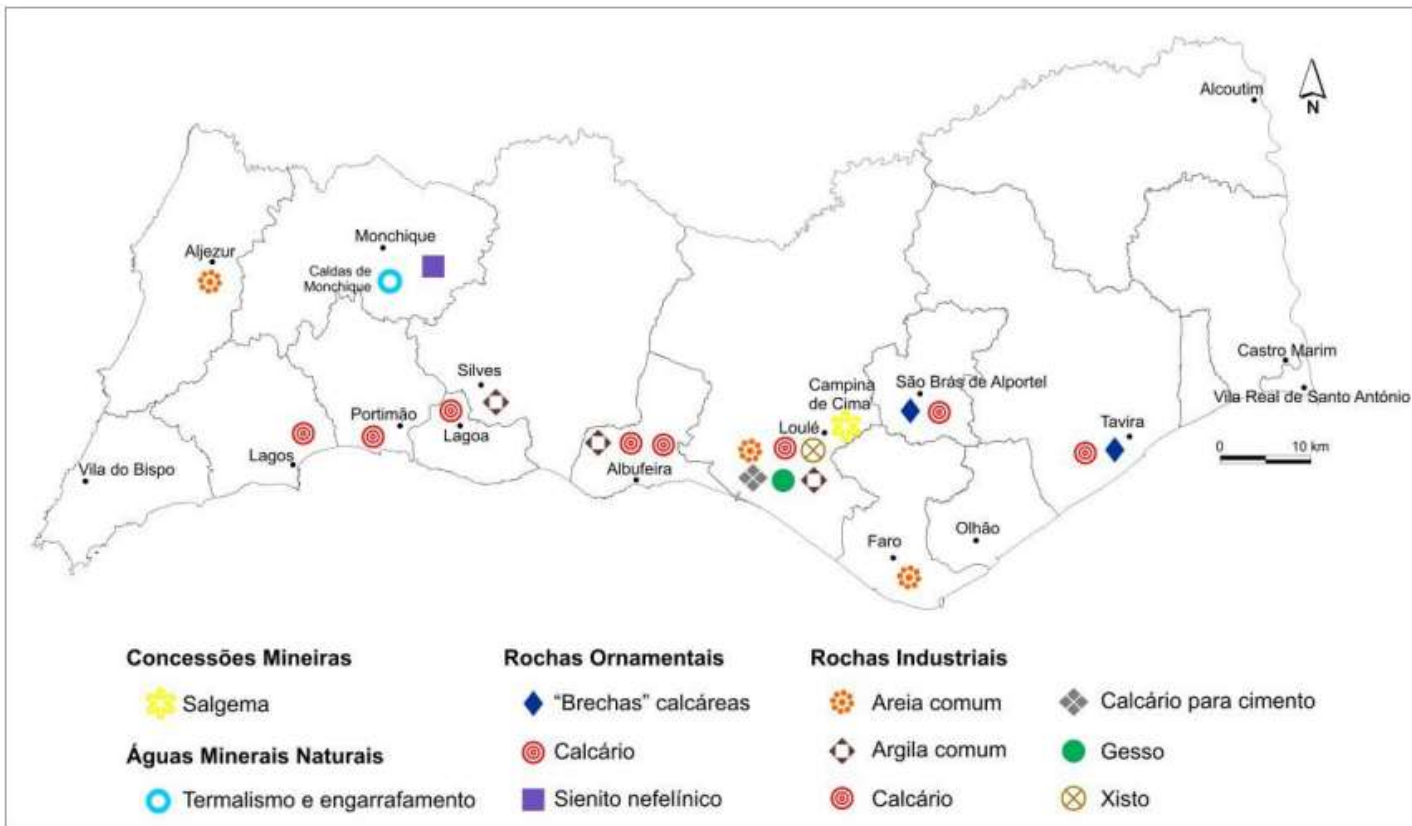 Alcoutim
N
Monchique
Aljezur
Caldas de
Monchique
Castro Marim
Silves
Campina
de Cima
São Brás de Alportel
Vila Real de Santo António
Portimão
Loulé
Tavira
Lagoa
0 10 km
Lagos
Vila do Bispo
Albufeira
Olhão
Faro
Concessões Mineiras
Salgema
Águas Minerais Naturais
Termalismo e engarrafamento
Rochas Ornamentais
"Brechas" calcáreas
Calcário
Sienito nefelínico
Rochas Industriais
Areia comum
Argila comum
Calcário
Calcário para cimento
Gesso
Xisto